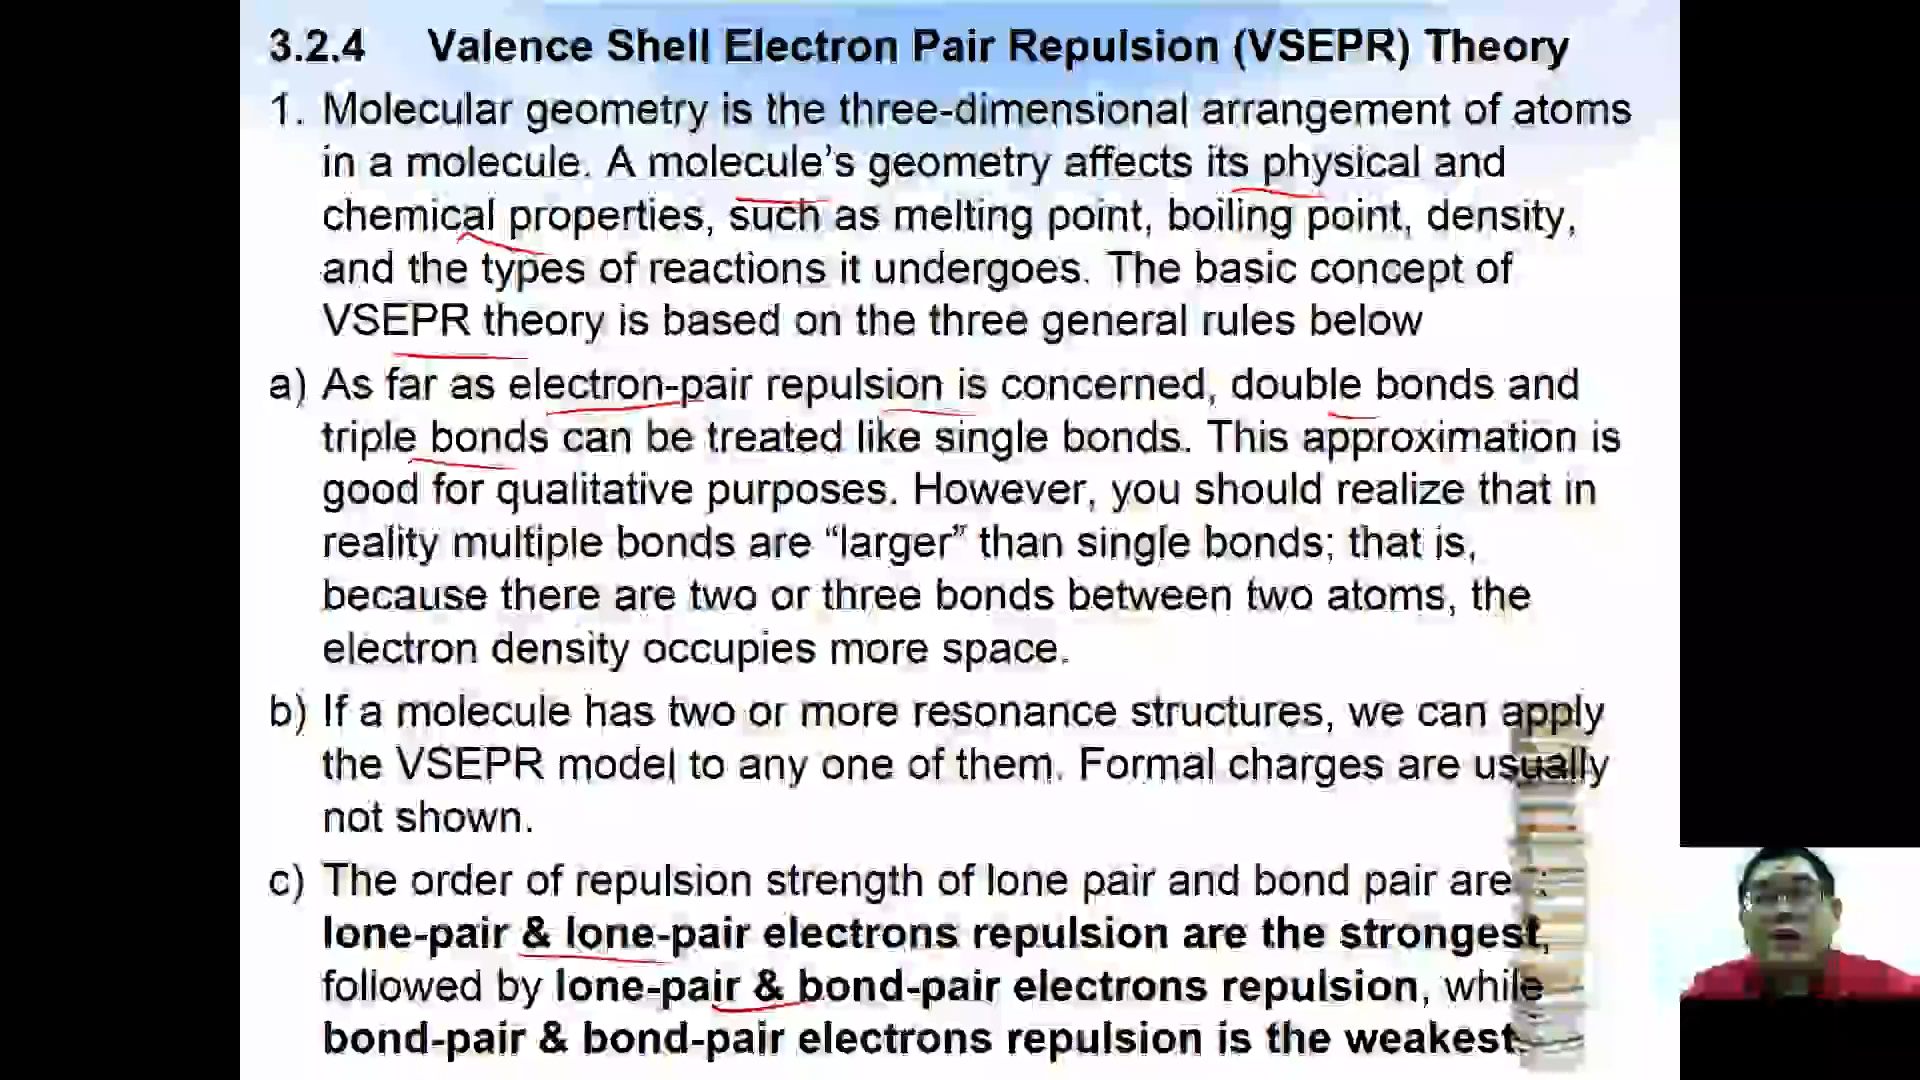 3.2.4 Valence Shell Electron Pair Repulsion (VSEPR) Theory
1. Molecular geometry is the three-dimensional arrangement of atoms
in a molecule. A molecule’s geometry affects its physical and
chemical properties, such as melting point, boiling point, density,
and the types of reactions it undergoes. The basic concept of
VSEPR theory is based on the three general rules below
a) As far as electron-pair repulsion is concerned, double bonds and
triple bonds can be treated like single bonds. This approximation is
good for qualitative purposes. However, you should realize that in
reality multiple bonds are “larger” than single bonds; that is,
because there are two or three bonds between two atoms, the
electron density occupies more space.
b) If a molecule has two or more resonance structures, we can apply
the VSEPR model to any one of them. Formal charges are usually
not shown.
c) The order of repulsion strength of lone pair and bond pair are :
lone-pair & lone-pair electrons repulsion are the strongest,
followed by lone-pair & bond-pair electrons repulsion, while
bond-pair & bond-pair electrons repulsion is the weakest.